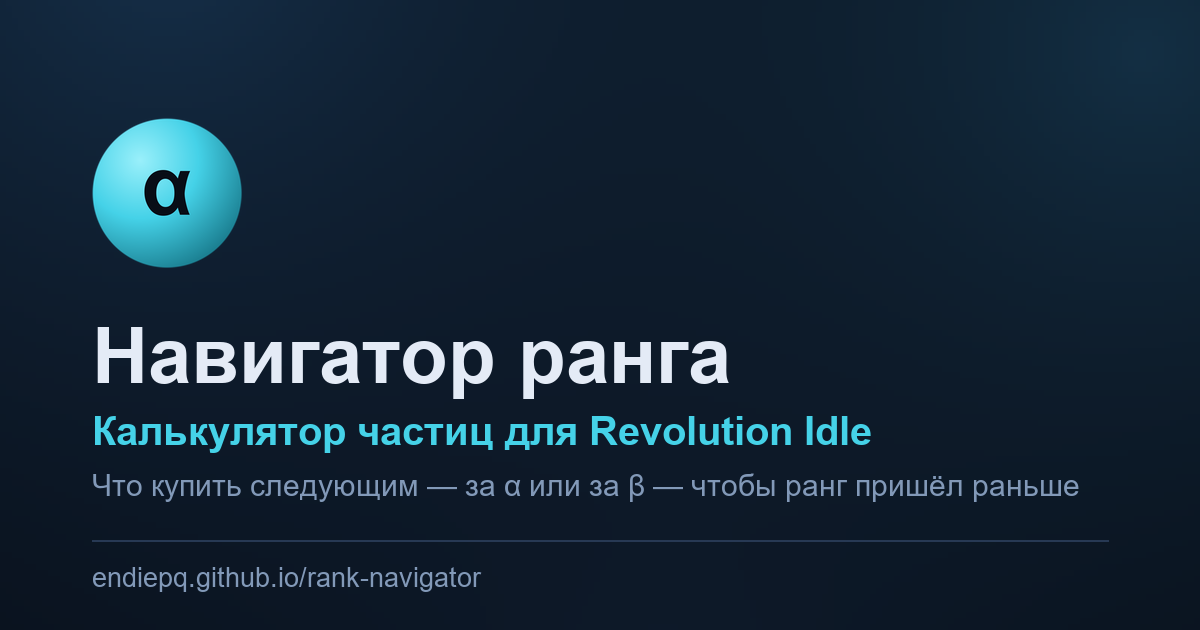 α
Навигатор ранга
Калькулятор частиц для Revolution Idle
Что купить следующим — за α или за β — чтобы ранг пришёл раньше
endiepq.github.io/rank-navigator